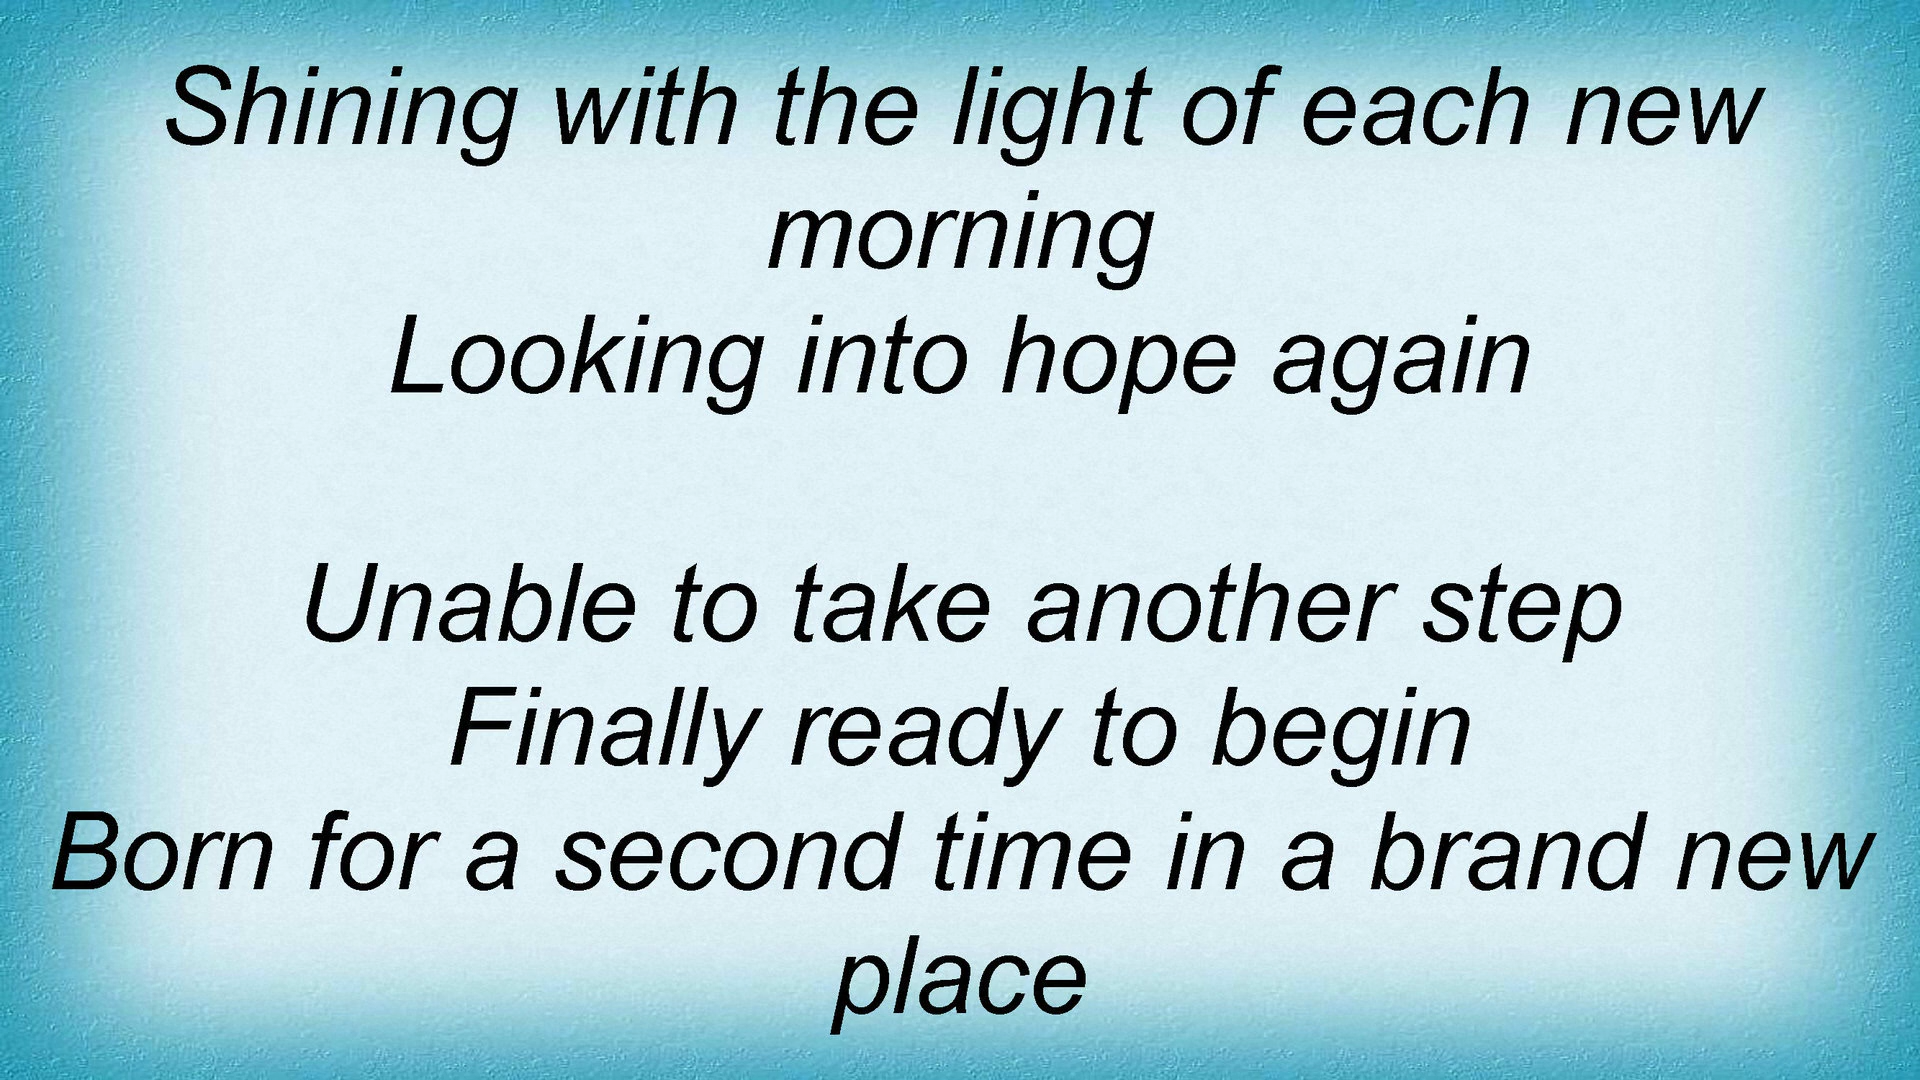 Shining with the light of each new
morning
Looking into hope again
Unable to take another step
Finally ready to begin
Born for a second time in a brand new
place